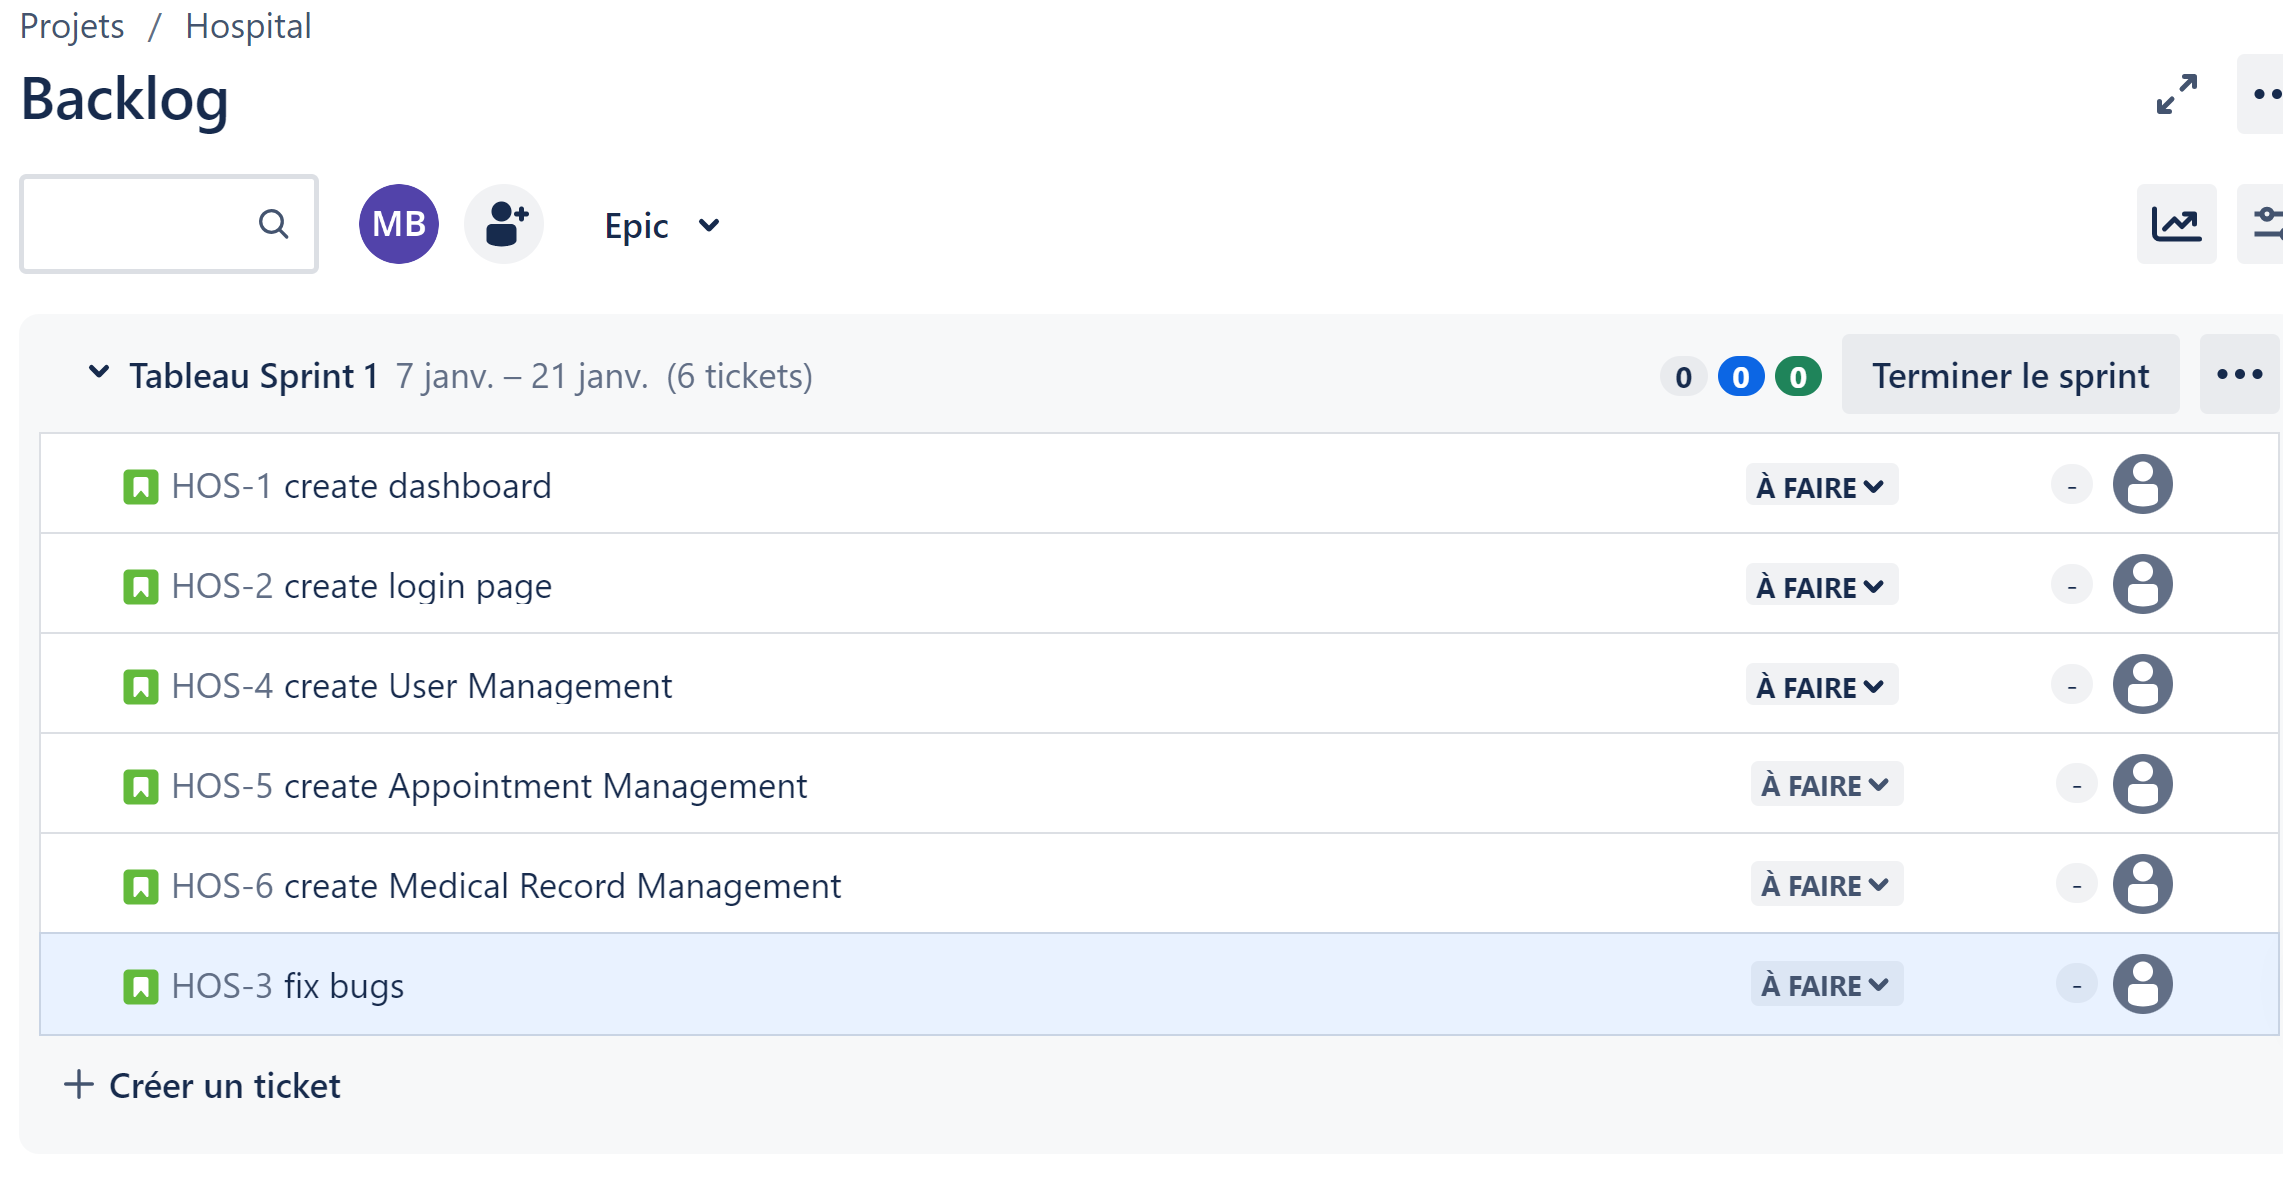 Projets / Hospital
Backlog
MB Epic
Tableau Sprint 1 7 janv. – 21 janv. (6 tickets) 0 0 0 Terminer le sprint
HOS-1 create dashboard À FAIRE -
HOS-2 create login page À FAIRE -
HOS-4 create User Management À FAIRE -
HOS-5 create Appointment Management À FAIRE -
HOS-6 create Medical Record Management À FAIRE -
HOS-3 fix bugs À FAIRE -
+ Créer un ticket